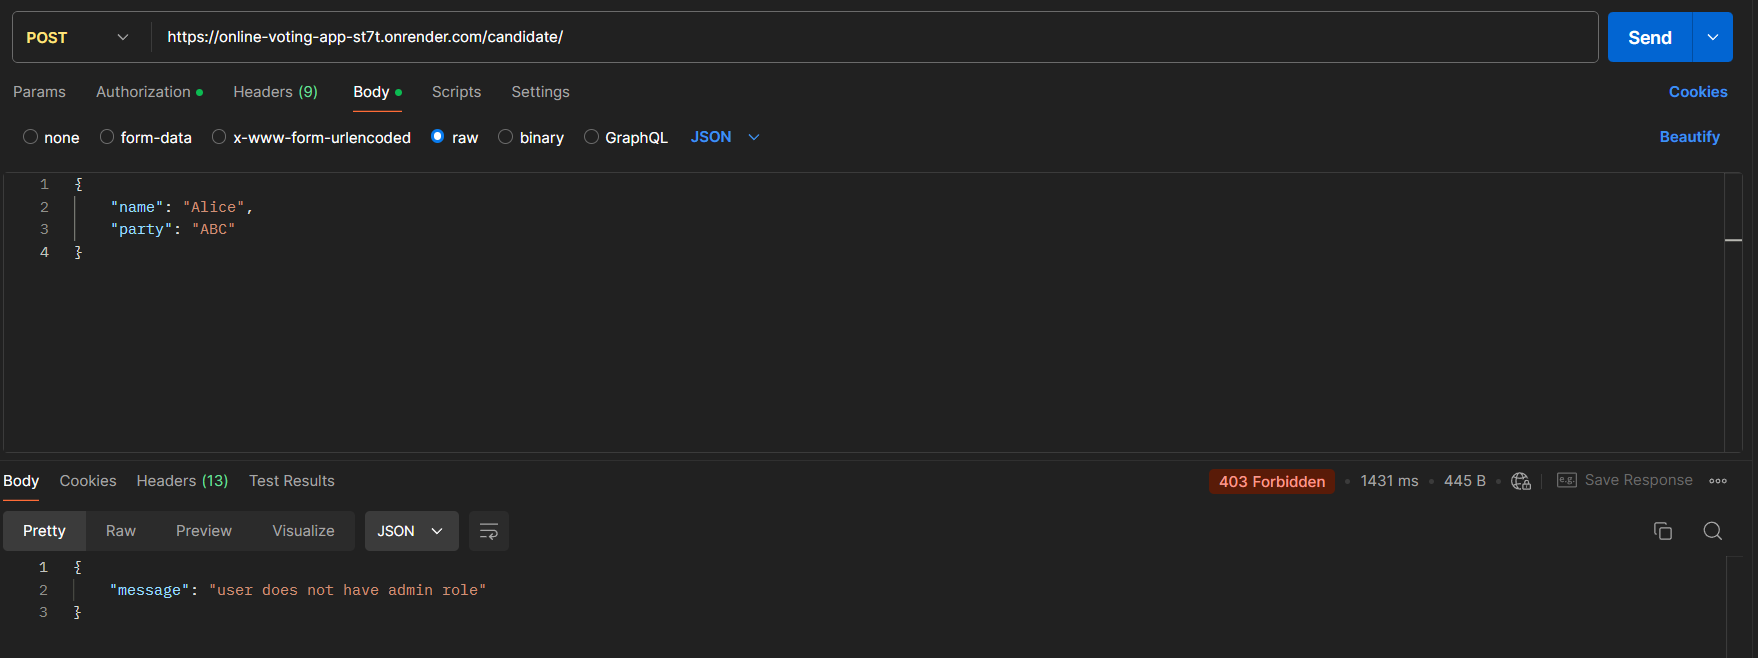 POST https://online-voting-app-st7t.onrender.com/candidate/ Send
Params Authorization Headers (9) Body Scripts Settings Cookies
none form-data x-www-form-urlencoded raw binary GraphQL JSON Beautify
1 {
2 "name": "Alice",
3 "party": "ABC"
4 }
Body Cookies Headers (13) Test Results 403 Forbidden 1431 ms 445 B e.g. Save Response
Pretty Raw Preview Visualize JSON
1 {
2 "message": "user does not have admin role"
3 }